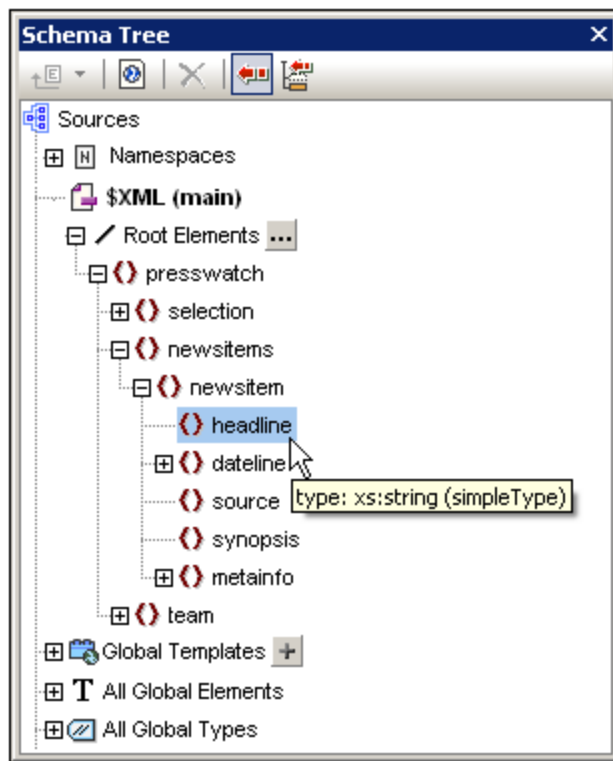 Schema Tree
Sources
Namespaces
$XML (main)
Root Elements ...
presswatch
selection
newsitems
newsitem
headline
dateline
source
type: xs:string (simpleType)
synopsis
metainfo
team
Global Templates
T All Global Elements
All Global Types